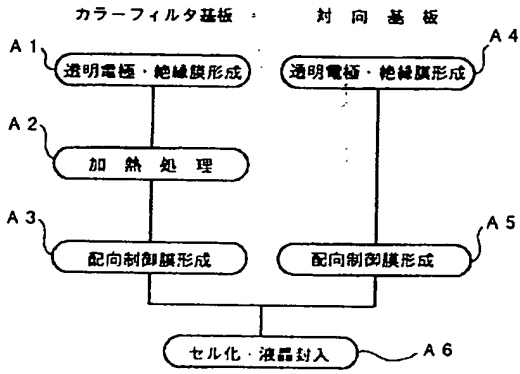 カラーフィルタ基板
対向基板
A1
透明電極・絶縁膜形成
A4
透明電極・絶縁膜形成
A2
加熱処理
A3
配向制御膜形成
A5
配向制御膜形成
セル化・液晶封入
A6